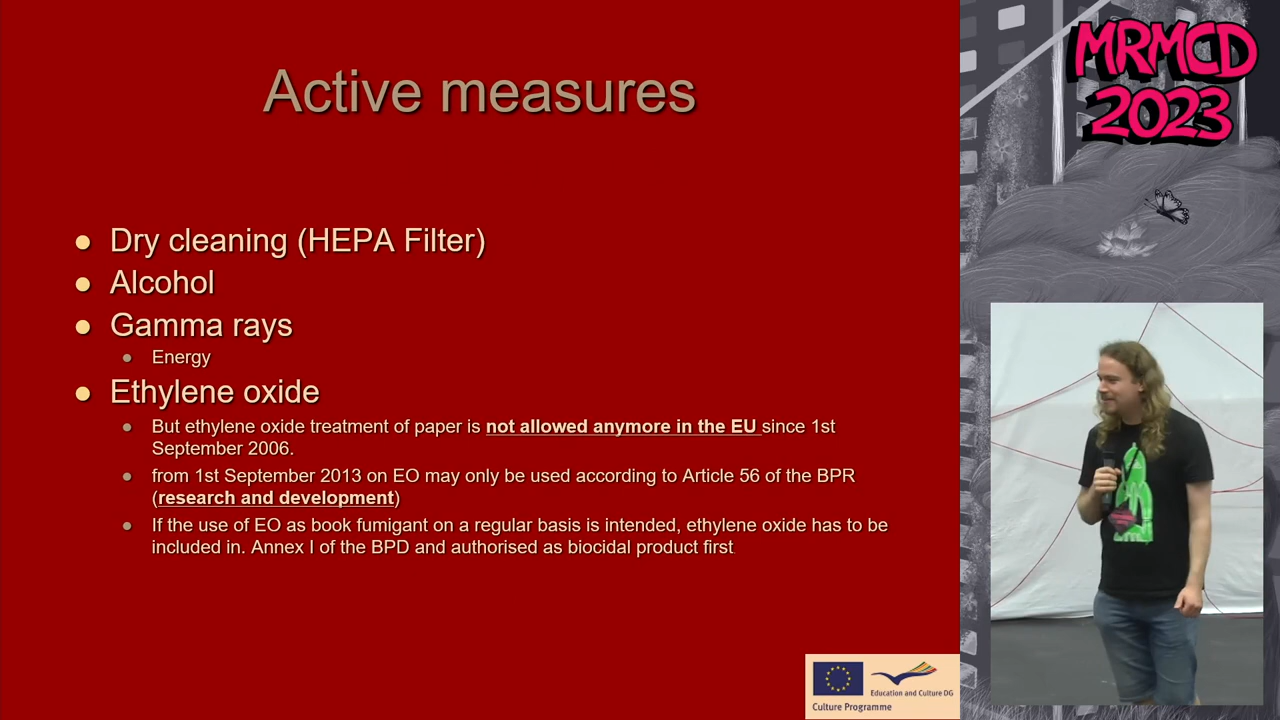 Active measures
MRMCD
2023
Dry cleaning (HEPA Filter)
Alcohol
Gamma rays
Energy
Ethylene oxide
But ethylene oxide treatment of paper is not allowed anymore in the EU since 1st
September 2006.
from 1st September 2013 on EO may only be used according to Article 56 of the BPR
(research and development)
If the use of EO as book fumigant on a regular basis is intended, ethylene oxide has to be
included in. Annex I of the BPD and authorised as biocidal product first
Education and Culture DG
Culture Programme